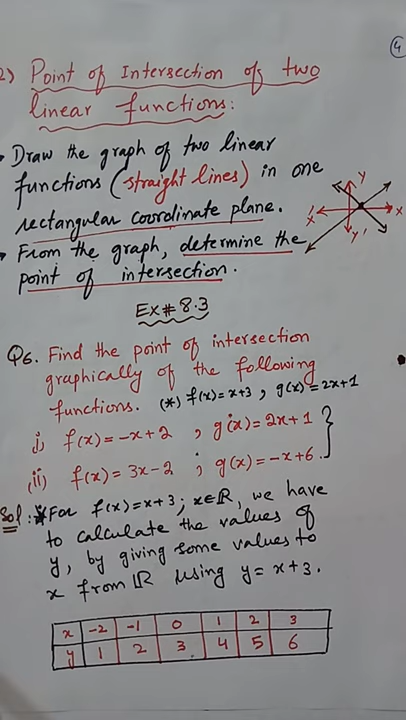 4
2) Point of Intersection of two
linear functions:
• Draw the graph of two linear
functions (straight lines) in one
rectangular coordinate plane.
Y
X' X
Y'
• From the graph, determine the
point of intersection.
EX# 8.3
Q6. Find the point of intersection
graphically of the following
functions. (*) f(x)=x+3, g(x)=2x+1
i) f(x)=-x+2, g(x)=2x+1
(ii) f(x)=3x-2; g(x)=-x+6.
Sol: * For f(x)=x+3; x∈ℝ, we have
to calculate the values of
y, by giving some values to
x from ℝ using y=x+3.
x -2 -1 0 1 2 3
y 1 2 3 4 5 6